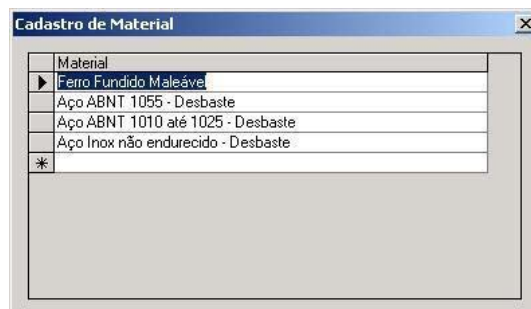 Cadastro de Material
Material
Ferro Fundido Maleável
Aço ABNT 1055 - Desbaste
Aço ABNT 1010 até 1025 - Desbaste
Aço Inox não endurecido - Desbaste